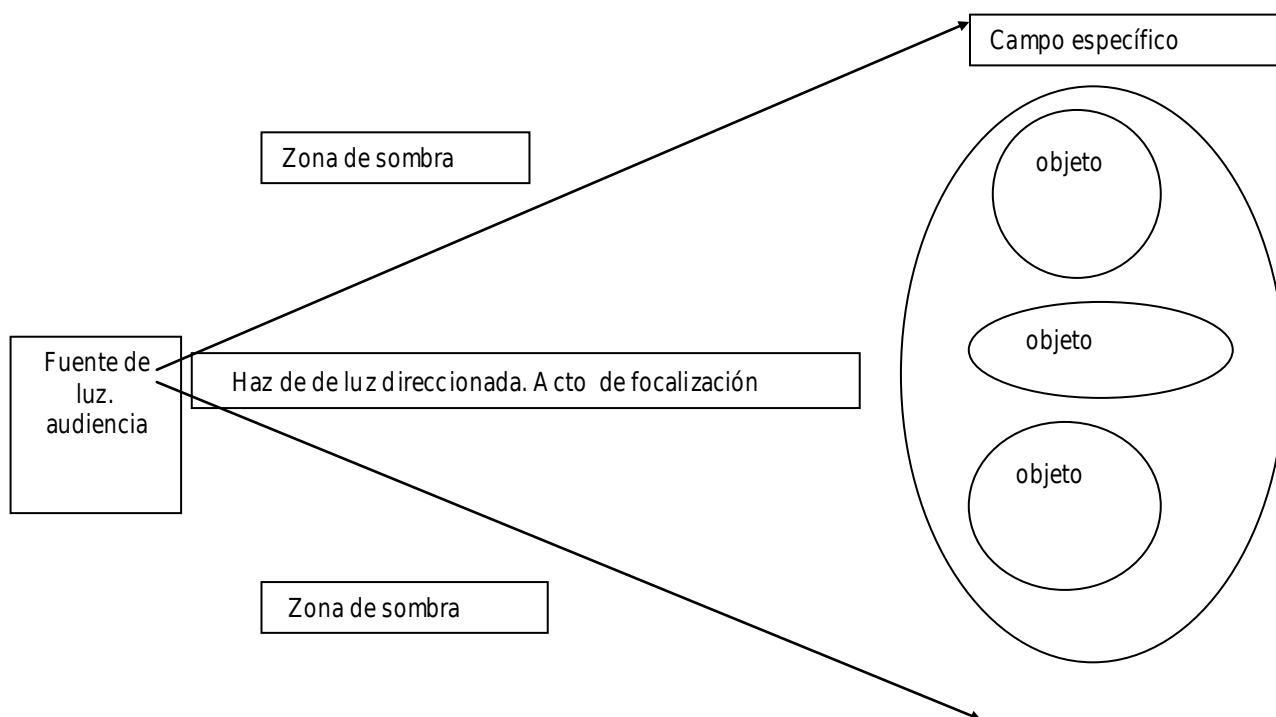 Campo específico
Zona de sombra
objeto
objeto
Fuente de
luz.
audiencia
Haz de de luz direccionada. Acto de focalización
objeto
Zona de sombra